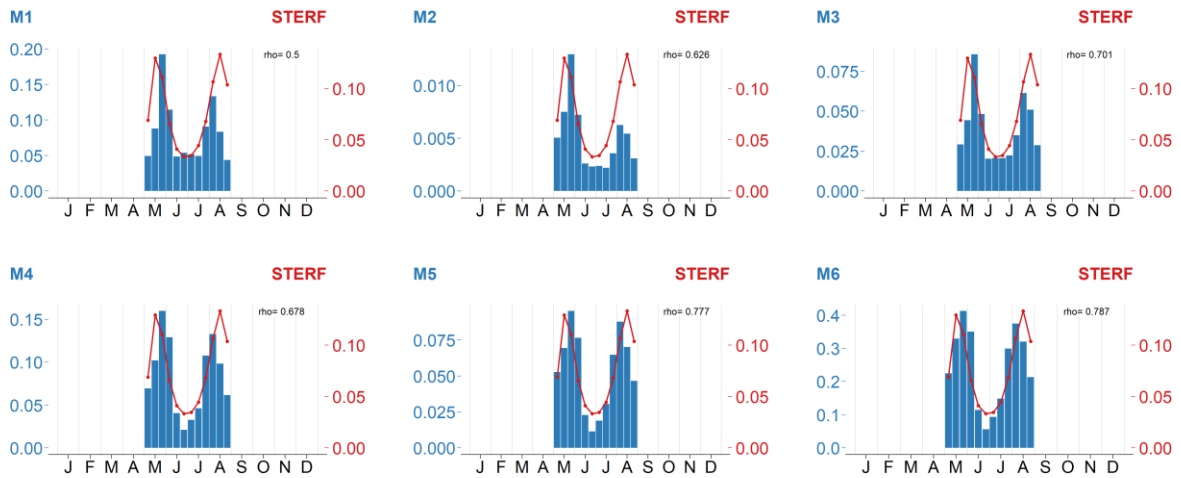 M1 STERF
0.20
0.15
0.10
0.05
0.00
rho= 0.5
0.10
0.05
0.00
J F M A M J J A S O N D
M2 STERF
0.010
0.005
0.000
rho= 0.626
0.10
0.05
0.00
J F M A M J J A S O N D
M3 STERF
0.075
0.050
0.025
0.000
rho= 0.701
0.10
0.05
0.00
J F M A M J J A S O N D
M4 STERF
0.15
0.10
0.05
0.00
rho= 0.678
0.10
0.05
0.00
J F M A M J J A S O N D
M5 STERF
0.075
0.050
0.025
0.000
rho= 0.777
0.10
0.05
0.00
J F M A M J J A S O N D
M6 STERF
0.4
0.3
0.2
0.1
0.0
rho= 0.787
0.10
0.05
0.00
J F M A M J J A S O N D